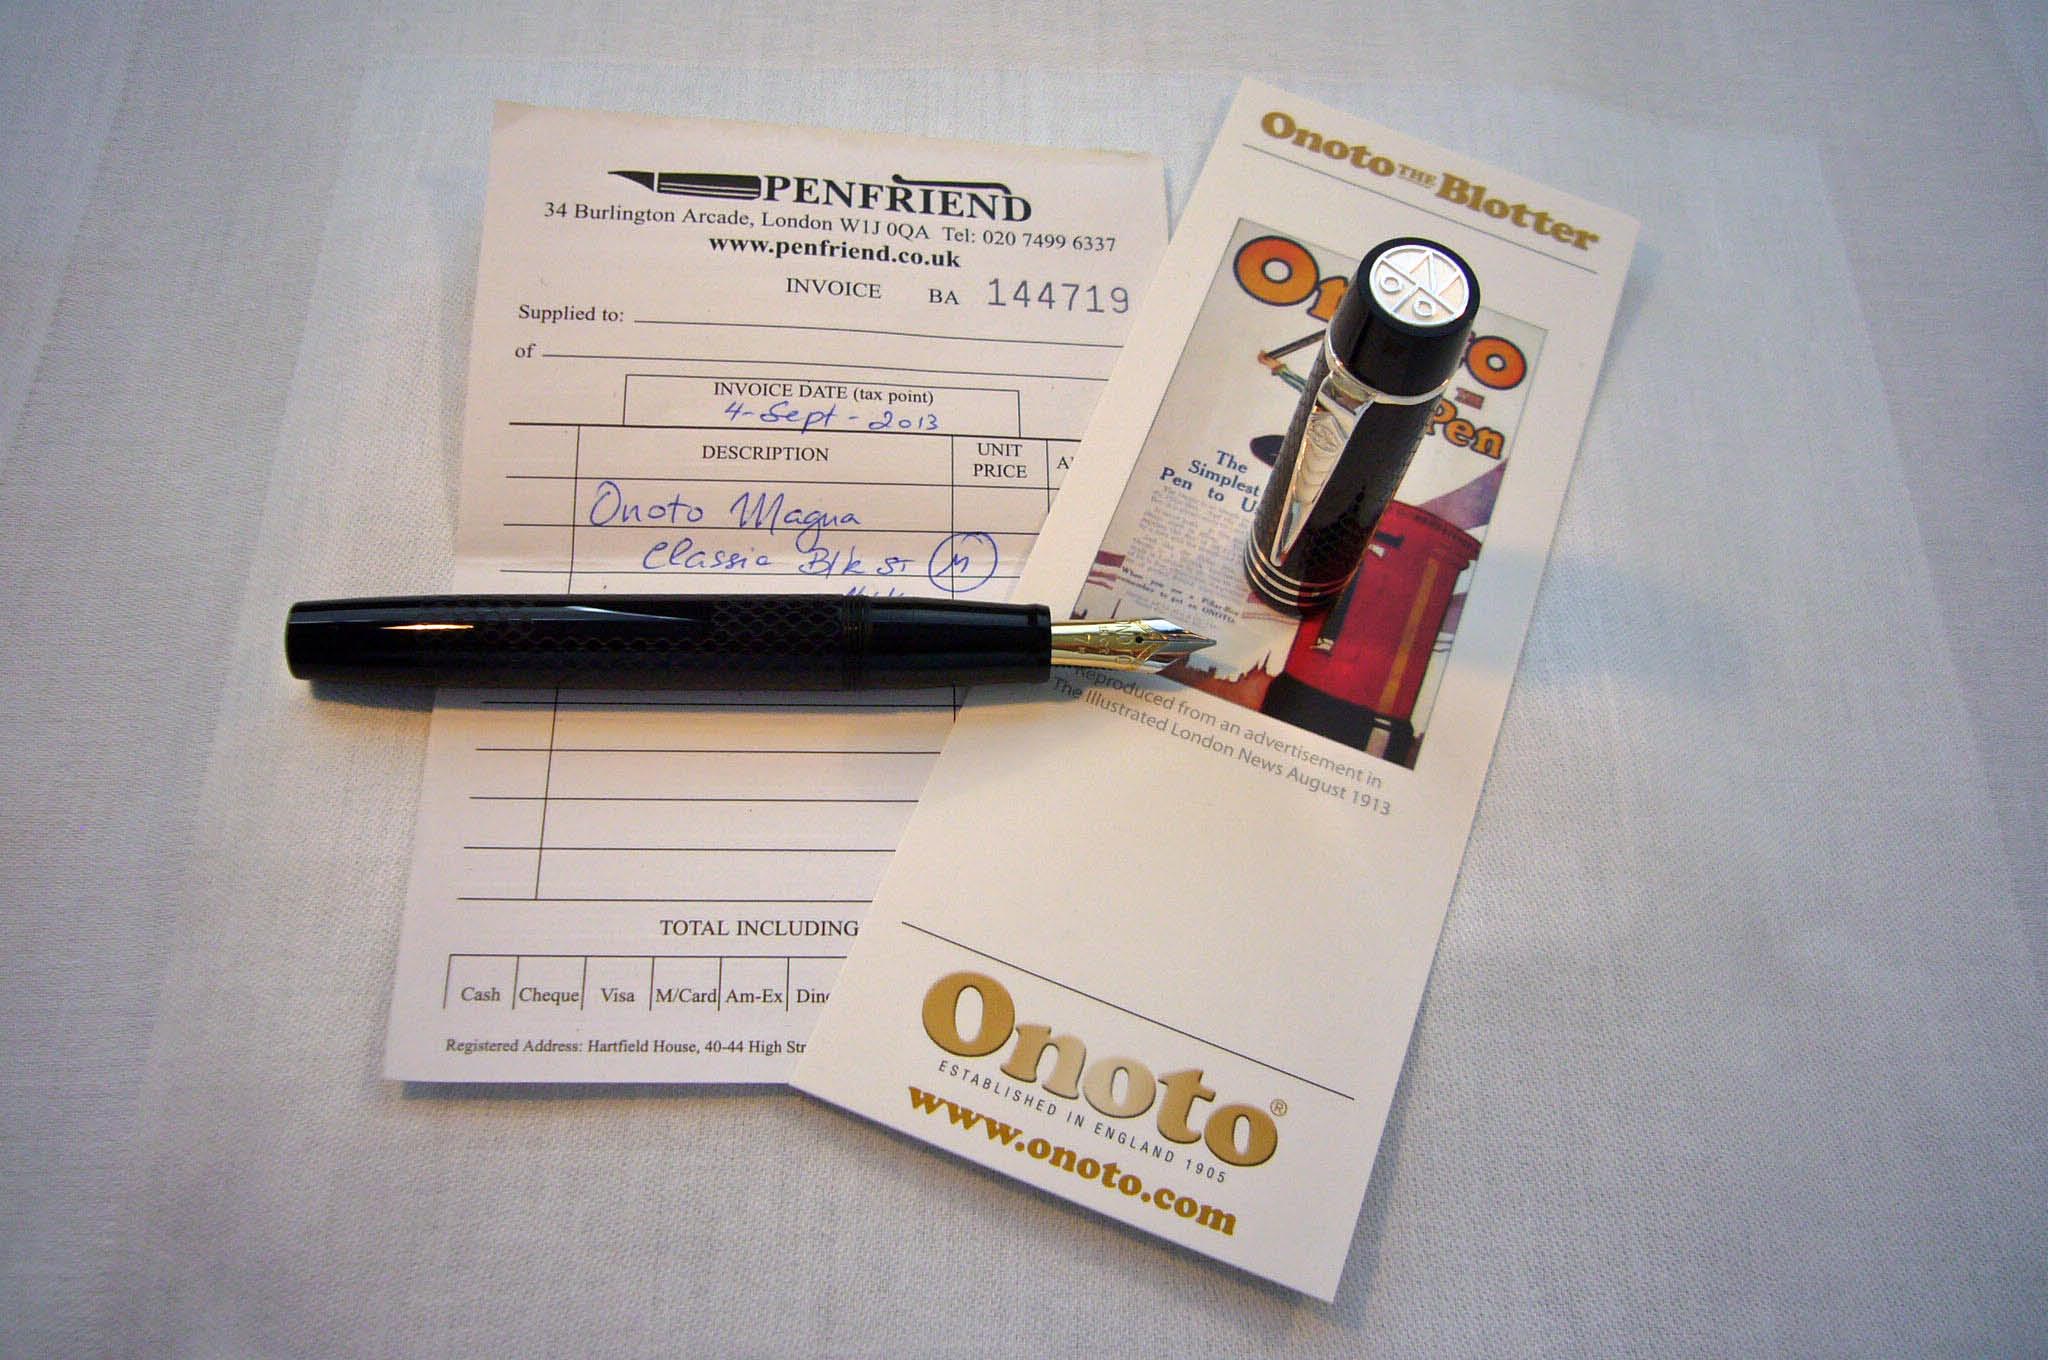 PENFRIEND
34 Burlington Arcade, London W1J 0QA Tel: 020 7499 6337
www.penfriend.co.uk
INVOICE BA 144719
Supplied to:
of
INVOICE DATE (tax point)
4-Sept-2013
DESCRIPTION
UNIT PRICE
Onoto Magna
Classic Blk ST M
TOTAL INCLUDING
Cash Cheque Visa M/Card Am-Ex
Registered Address: Hartfield House, 40-44 High
Onoto THE Blotter
Pen
The
Simplest
Pen to
Reproduced from an advertisement in
The Illustrated London News August 1913
Onoto®
ESTABLISHED IN ENGLAND 1905
www.onoto.com